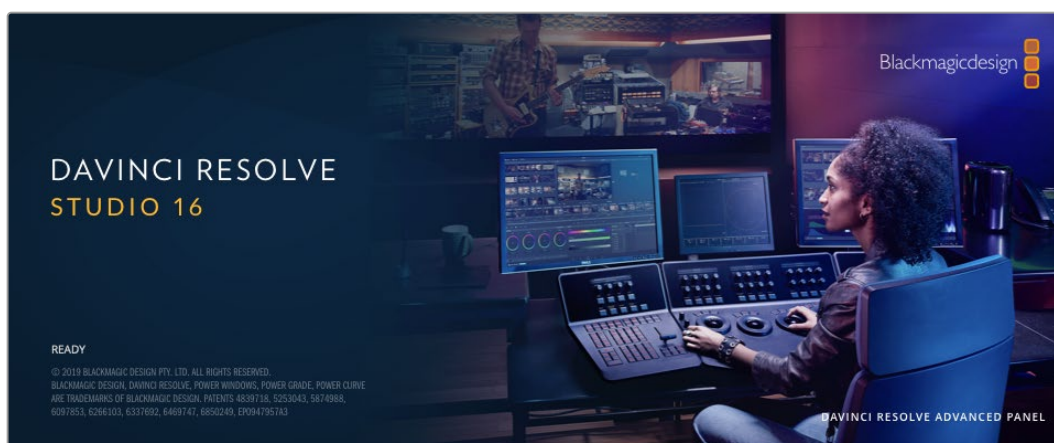 Blackmagicdesign
DAVINCI RESOLVE
STUDIO 16
READY
© 2019 BLACKMAGIC DESIGN PTY. LTD. ALL RIGHTS RESERVED.
BLACKMAGIC DESIGN, DAVINCI RESOLVE, POWER WINDOWS, POWER GRADE, POWER CURVE
ARE TRADEMARKS OF BLACKMAGIC DESIGN. PATENTS 4839718, 5253043, 5874988,
6097853, 6266103, 6337692, 6469747, 6850249, EP0947957A3
DAVINCI RESOLVE ADVANCED PANEL